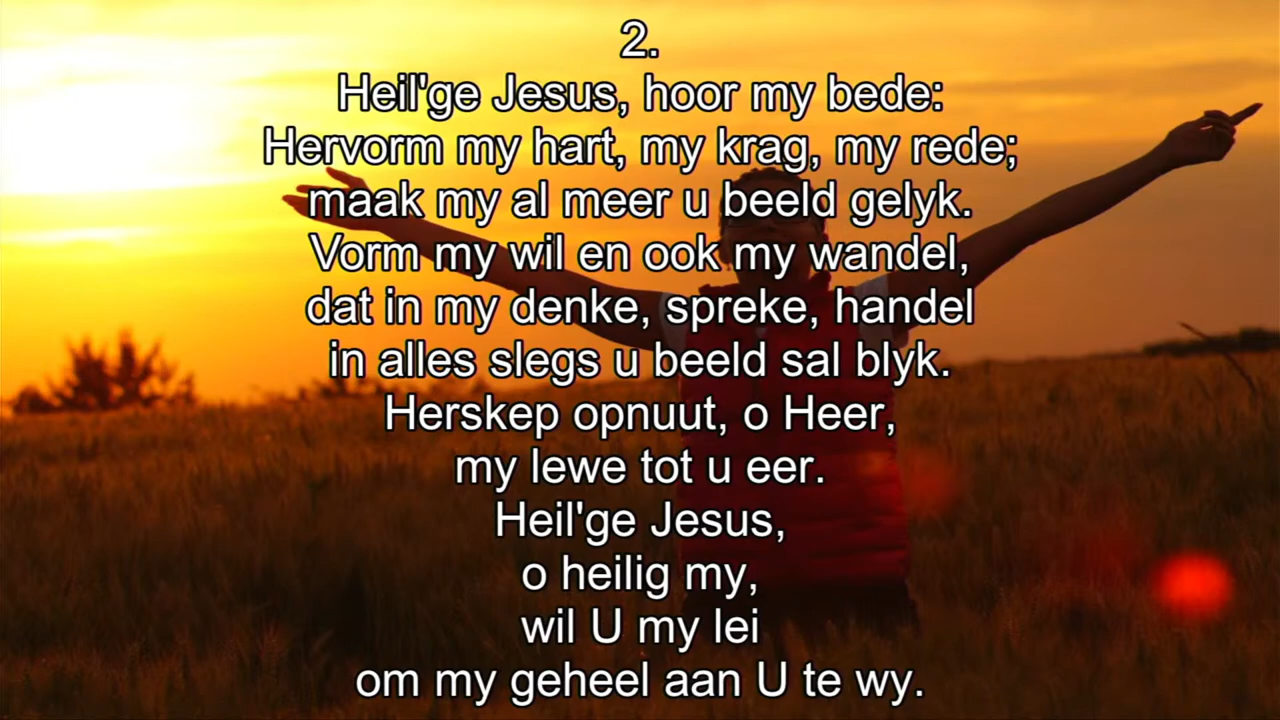 2.
Heil'ge Jesus, hoor my bede:
Hervorm my hart, my krag, my rede;
maak my al meer u beeld gelyk.
Vorm my wil en ook my wandel,
dat in my denke, spreke, handel
in alles slegs u beeld sal blyk.
Herskep opnuut, o Heer,
my lewe tot u eer.
Heil'ge Jesus,
o heilig my,
wil U my lei
om my geheel aan U te wy.